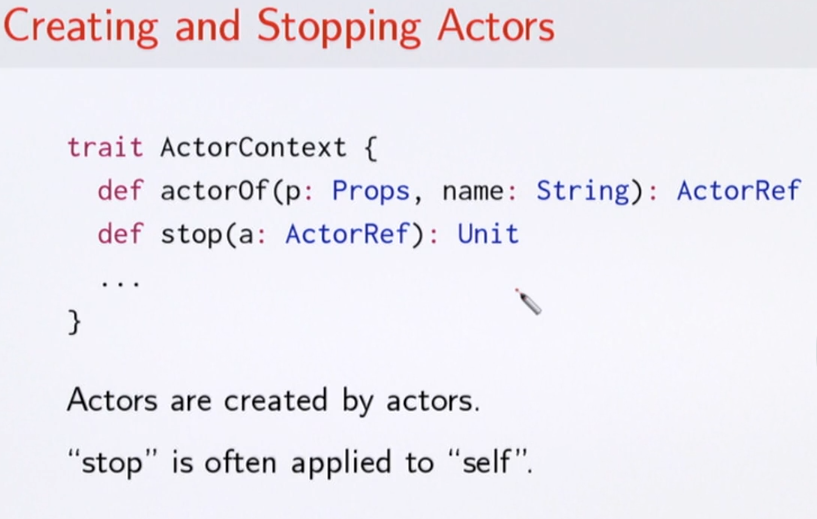 Creating and Stopping Actors
trait ActorContext {
  def actorOf(p: Props, name: String): ActorRef
  def stop(a: ActorRef): Unit
  ...
}
Actors are created by actors.
“stop” is often applied to “self”.